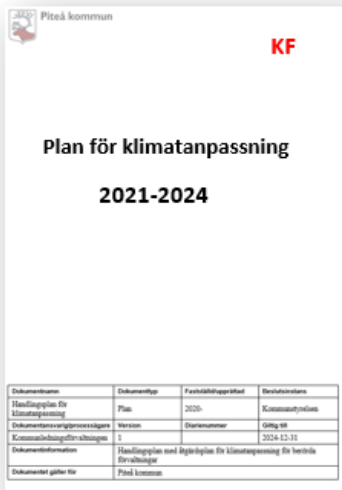 Piteå kommun
KF
Plan för klimatanpassning
2021-2024
Dokumentnamn Dokumenttyp Fastställd/upprättad Beslutsinstans
Handlingsplan för klimatanpassning Plan 2020- Kommunstyrelsen
Dokumentansvarig/processägare Version Diarienummer Giltig till
Kommunledningsförvaltningen 1 2024-12-31
Dokumentinformation Handlingsplan med åtgärdsplan för klimatanpassning för berörda
förvaltningar
Dokumentet gäller för Piteå kommun